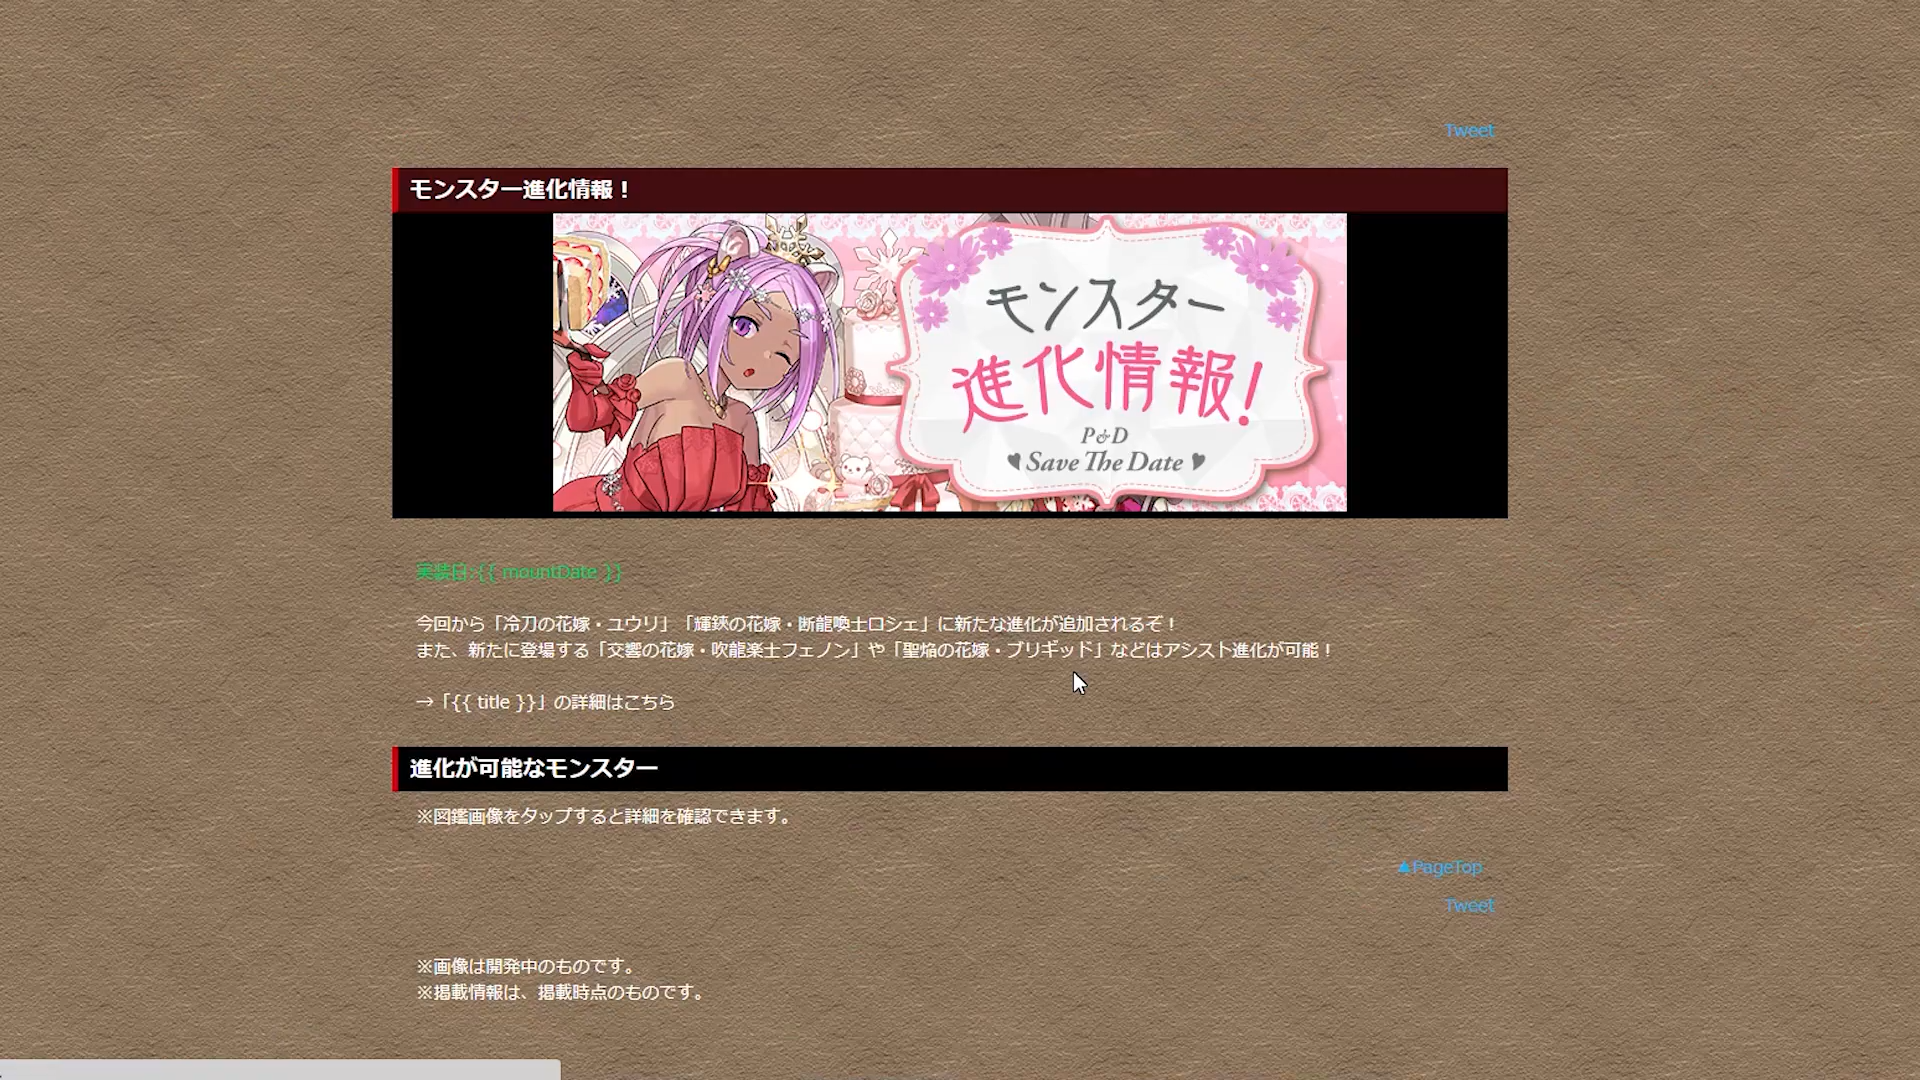 Tweet
モンスター進化情報！
モンスター
進化情報!
P&D
♥ Save The Date ♥
実装日:{{ mountDate }}
今回から「冷刀の花嫁・ユウリ」「輝鋏の花嫁・断龍喚士ロシェ」に新たな進化が追加されるぞ！
また、新たに登場する「交響の花嫁・吹龍楽士フェノン」や「聖焔の花嫁・ブリギッド」などはアシスト進化が可能！
→「{{ title }}」の詳細はこちら
進化が可能なモンスター
※図鑑画像をタップすると詳細を確認できます。
▲PageTop
Tweet
※画像は開発中のものです。
※掲載情報は、掲載時点のものです。